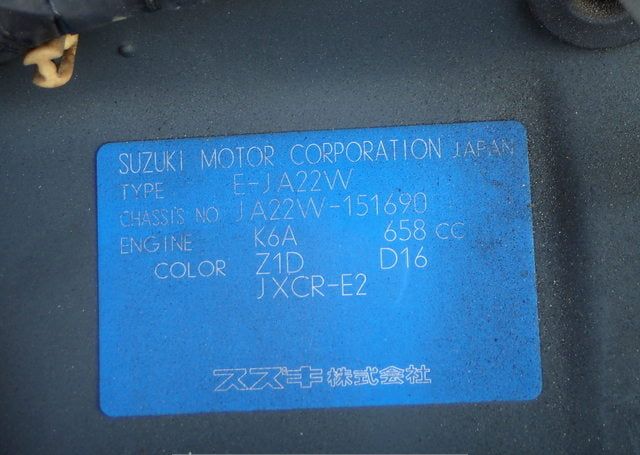 SUZUKI MOTOR CORPORATION JAPAN
TYPE E-JA22W
CHASSIS NO JA22W-151690
ENGINE K6A 658 CC
COLOR Z1D D16
JXCR-E2
スズキ株式会社